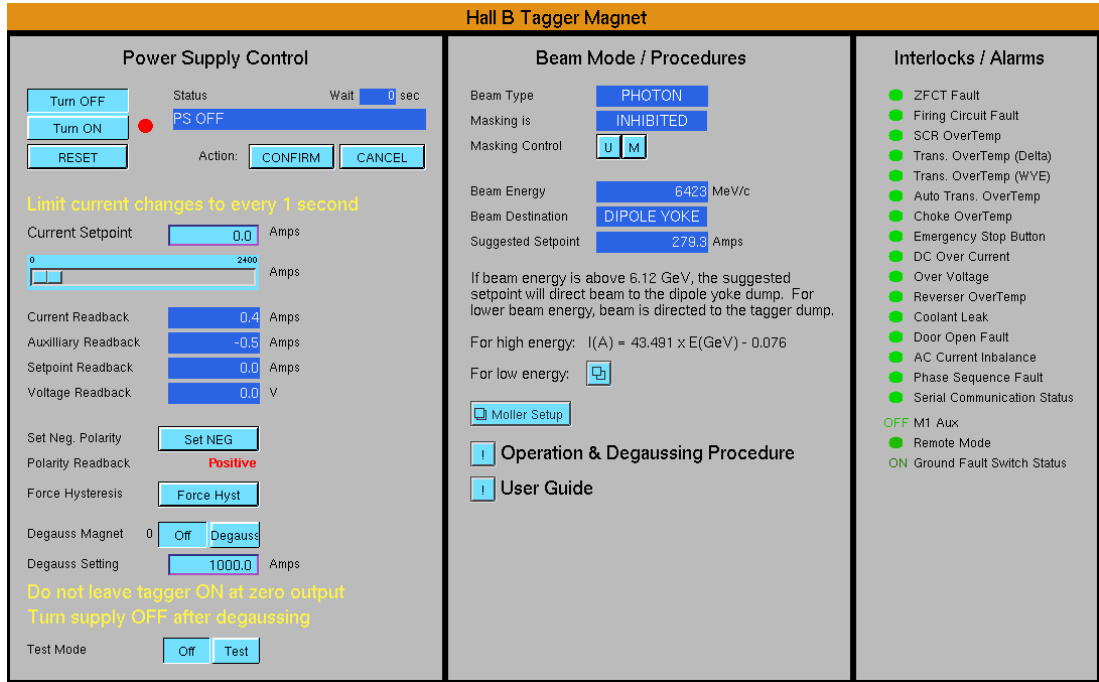 Hall B Tagger Magnet
Power Supply Control
Turn OFF
Status Wait 0 sec
Turn ON
PS OFF
RESET
Action: CONFIRM CANCEL
Limit current changes to every 1 second
Current Setpoint 0.0 Amps
0 2400
Amps
Current Readback 0.4 Amps
Auxilliary Readback -0.5 Amps
Setpoint Readback 0.0 Amps
Voltage Readback 0.0 V
Set Neg. Polarity Set NEG
Polarity Readback Positive
Force Hysteresis Force Hyst
Degauss Magnet 0 Off Degauss
Degauss Setting 1000.0 Amps
Do not leave tagger ON at zero output
Turn supply OFF after degaussing
Test Mode Off Test
Beam Mode / Procedures
Beam Type PHOTON
Masking is INHIBITED
Masking Control U M
Beam Energy 6423 MeV/c
Beam Destination DIPOLE YOKE
Suggested Setpoint 279.3 Amps
If beam energy is above 6.12 GeV, the suggested
setpoint will direct beam to the dipole yoke dump. For
lower beam energy, beam is directed to the tagger dump.
For high energy: I(A) = 43.491 x E(GeV) - 0.076
For low energy:
Moller Setup
! Operation & Degaussing Procedure
! User Guide
Interlocks / Alarms
ZFCT Fault
Firing Circuit Fault
SCR OverTemp
Trans. OverTemp (Delta)
Trans. OverTemp (WYE)
Auto Trans. OverTemp
Choke OverTemp
Emergency Stop Button
DC Over Current
Over Voltage
Reverser OverTemp
Coolant Leak
Door Open Fault
AC Current Inbalance
Phase Sequence Fault
Serial Communication Status
OFF M1 Aux
Remote Mode
ON Ground Fault Switch Status